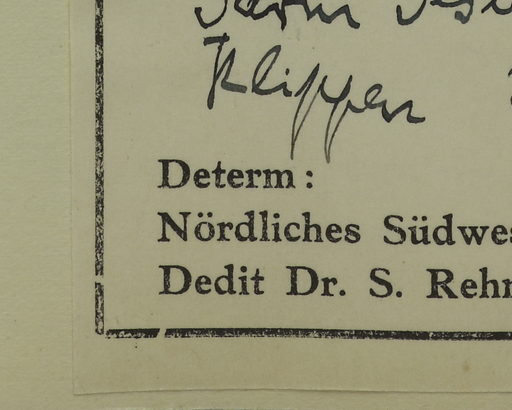 Klippen
Determ:
Nördliches Südwes
Dedit Dr. S. Rehn